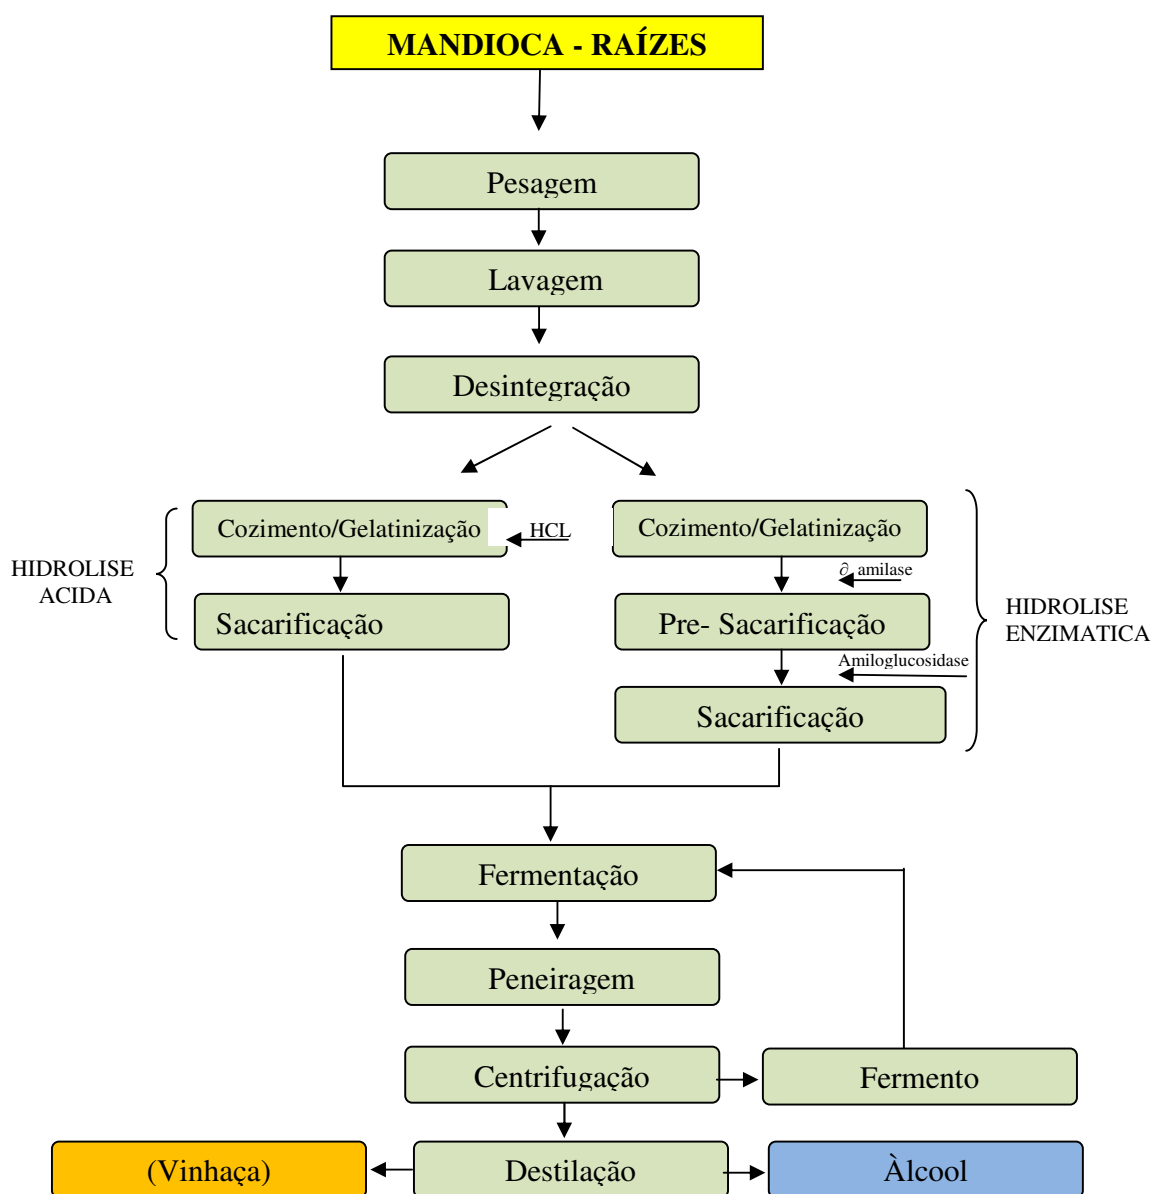 MANDIOCA - RAÍZES
Pesagem
Lavagem
Desintegração
Cozimento/Gelatinização
HCL
Cozimento/Gelatinização
HIDROLISE
ACIDA
∂ amilase
Sacarificação
Pre- Sacarificação
HIDROLISE
ENZIMATICA
Amiloglucosidase
Sacarificação
Fermentação
Peneiragem
Centrifugação
Fermento
(Vinhaça)
Destilação
Àlcool